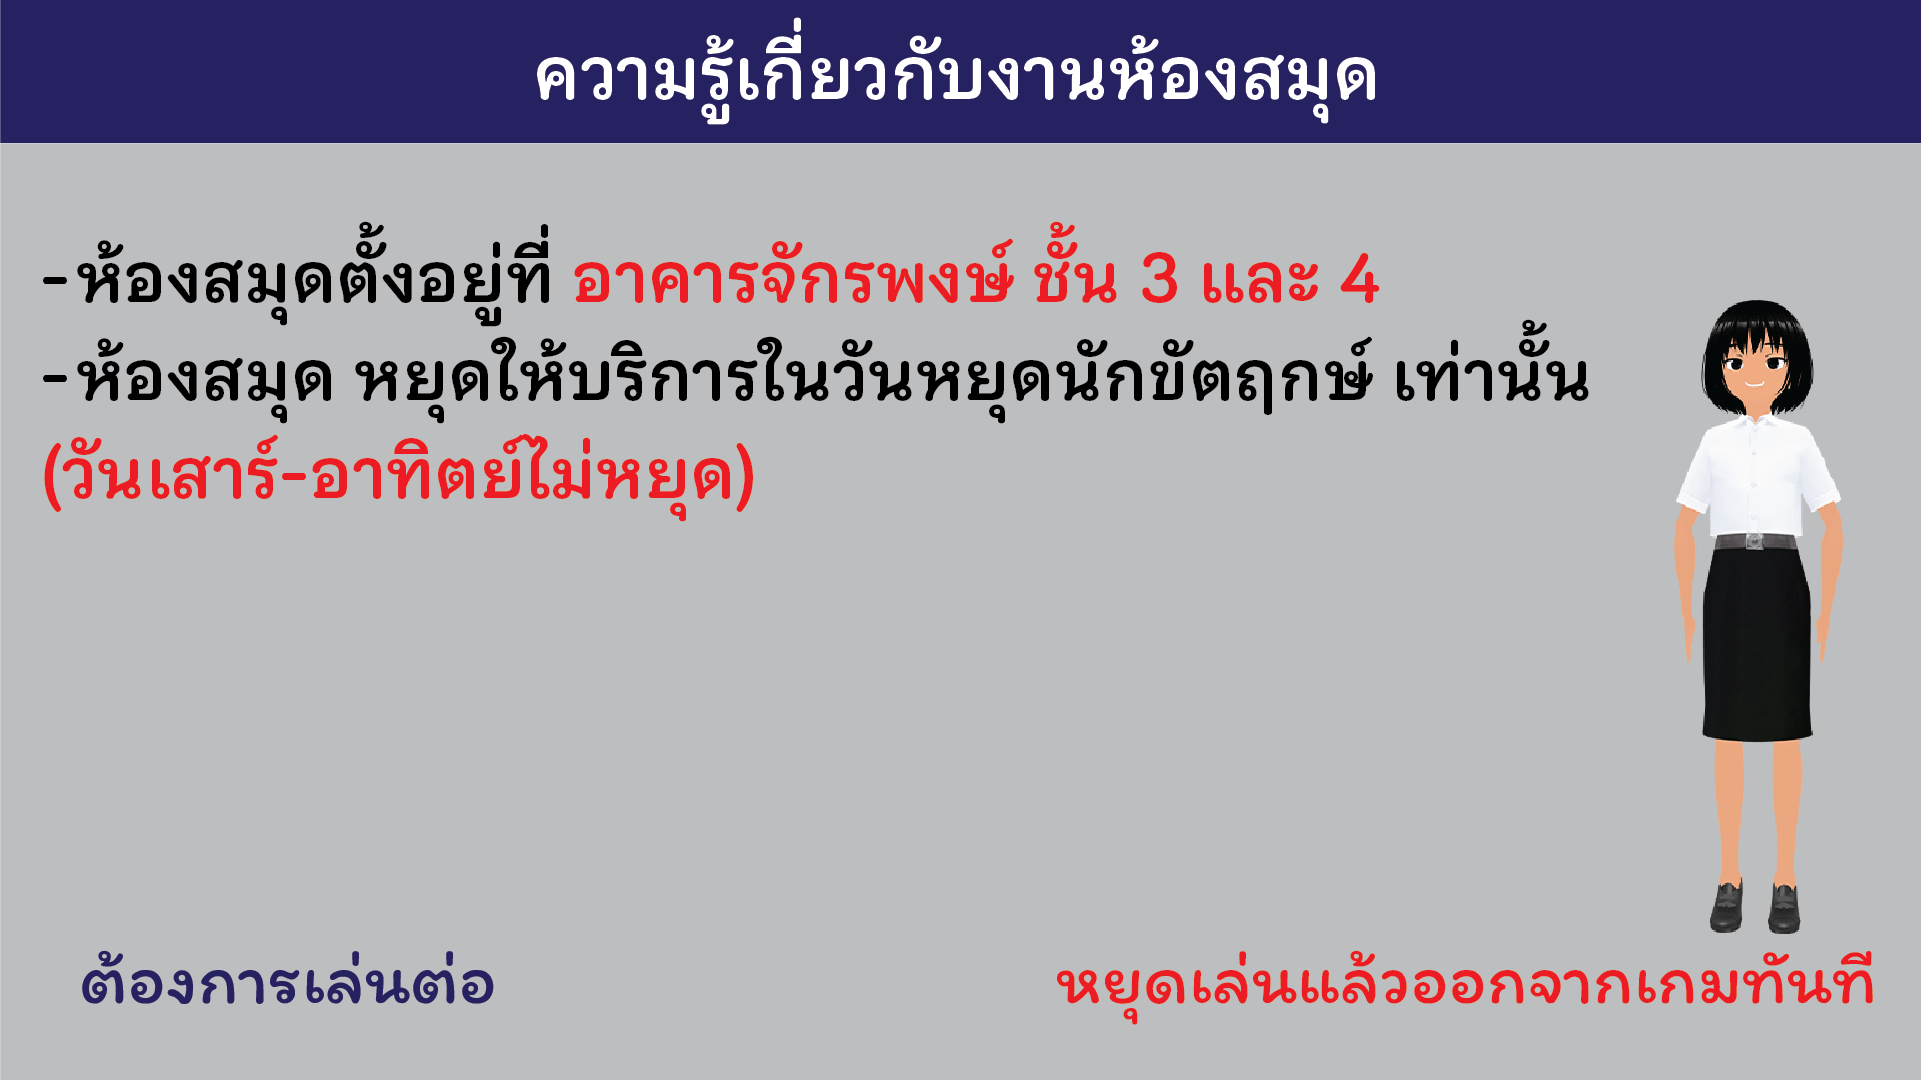 ความรู้เกี่ยวกับงานห้องสมุด
-ห้องสมุดตั้งอยู่ที่ อาคารจักรพงษ์ ชั้น 3 และ 4
-ห้องสมุด หยุดให้บริการในวันหยุดนักขัตฤกษ์ เท่านั้น
(วันเสาร์-อาทิตย์ไม่หยุด)
ต้องการเล่นต่อ
หยุดเล่นแล้วออกจากเกมทันที